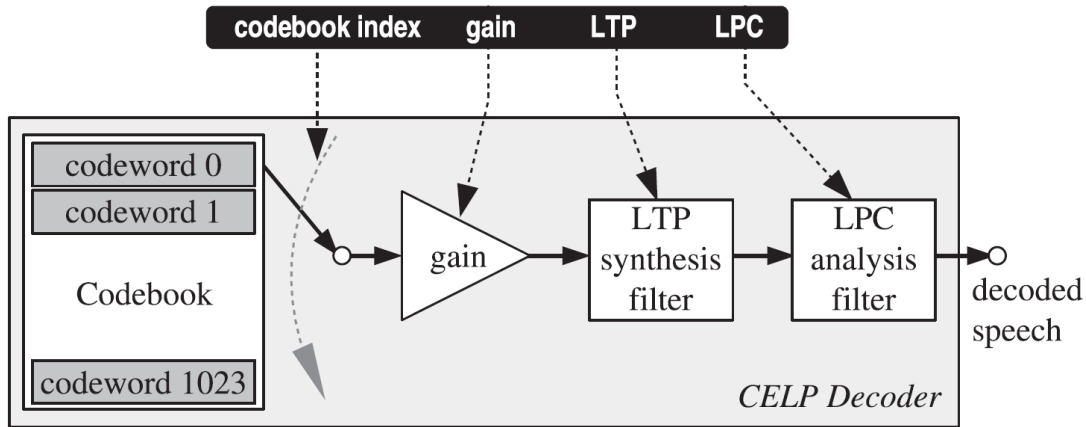 codebook index gain LTP LPC
codeword 0
codeword 1
Codebook
codeword 1023
gain
LTP
synthesis
filter
LPC
analysis
filter
decoded
speech
CELP Decoder